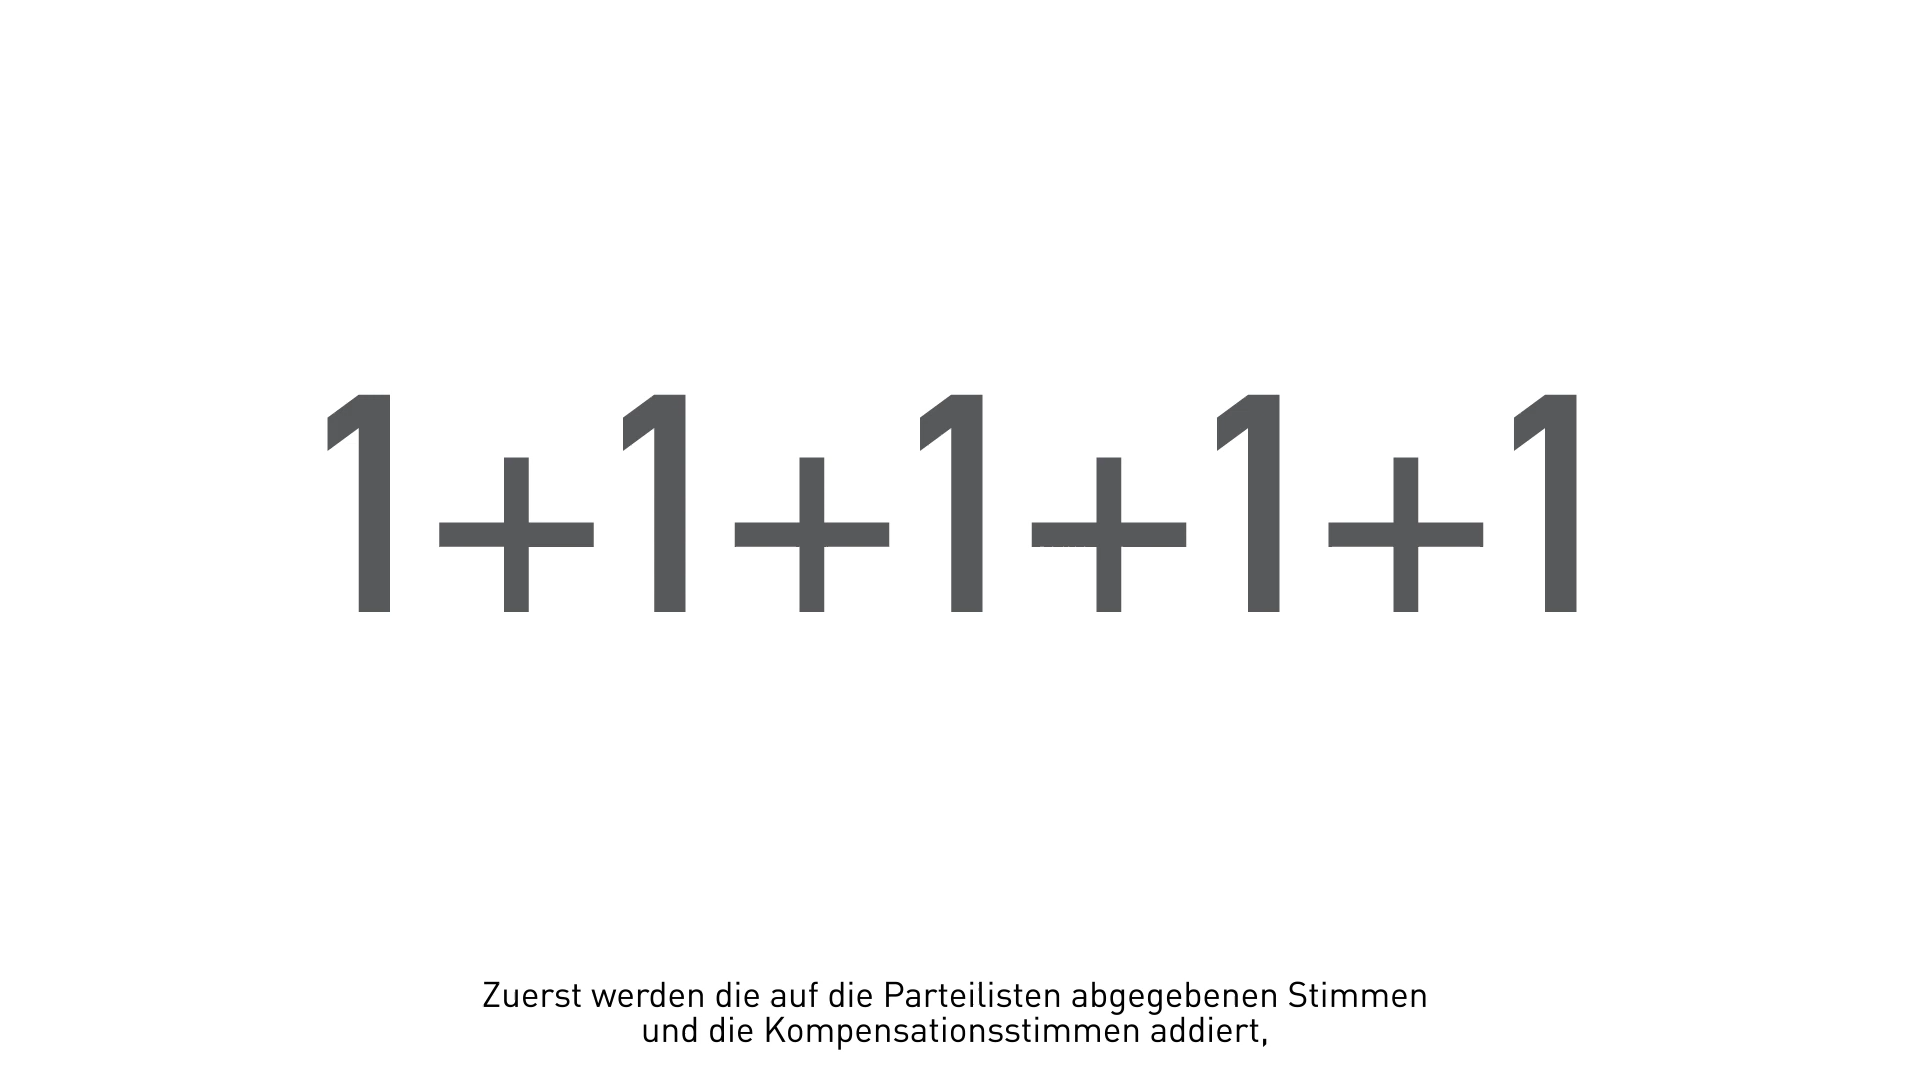 1+1+1+1+1
Zuerst werden die auf die Parteilisten abgegebenen Stimmen
und die Kompensationsstimmen addiert,